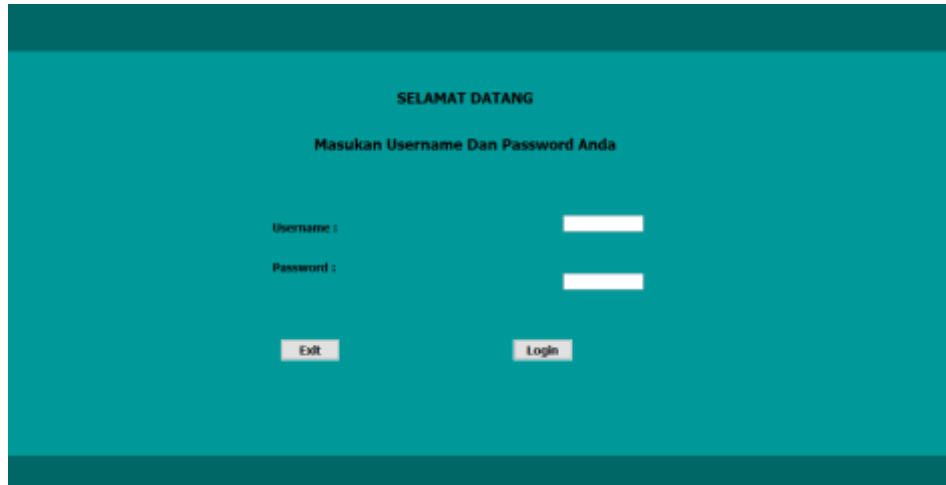 SELAMAT DATANG
Masukan Username Dan Password Anda
Username :
Password :
Exit Login